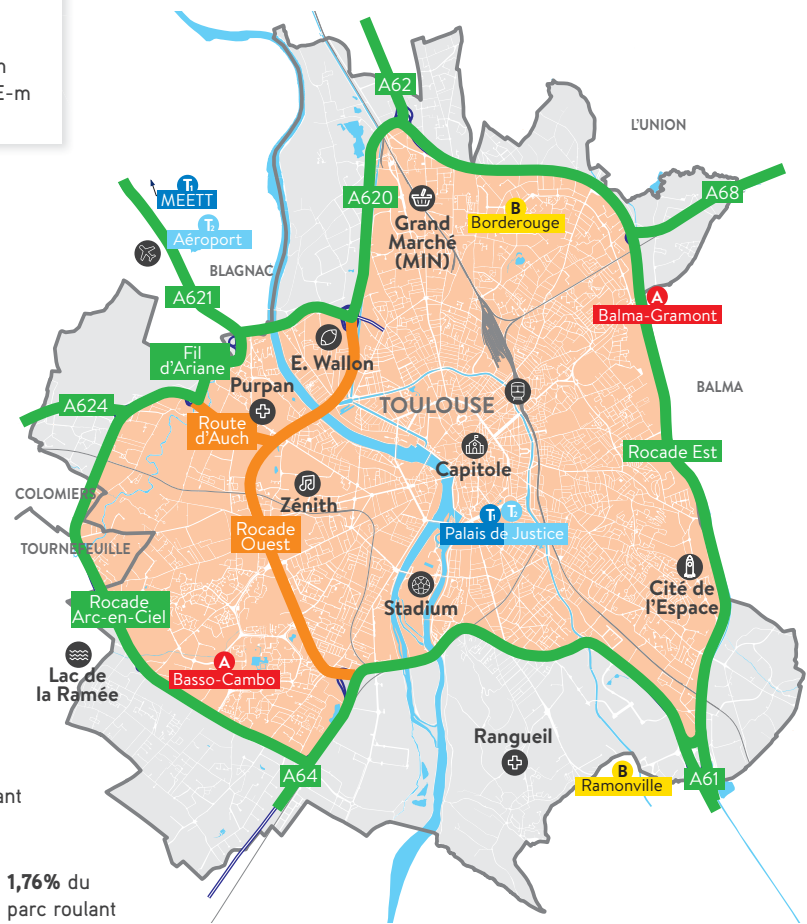 n
E-m
A62
L'UNION
T1
MEETT
A620
A68
B
Borderouge
Grand
Marché
(MIN)
T2
Aéroport
BLAGNAC
A621
A
Balma-Gramont
Fil
d'Ariane
E. Wallon
Purpan
BALMA
A624
TOULOUSE
Route
d'Auch
Capitole
Rocade Est
Zénith
COLOMIERS
T1
T2
Palais de Justice
Rocade
Ouest
TOURNEFEUILLE
Cité de
l'Espace
Stadium
Rocade
Arc-en-Ciel
A
Basso-Cambo
Lac de
la Ramée
Rangueil
A64
B
Ramonville
A61
ant
1,76% du
parc roulant